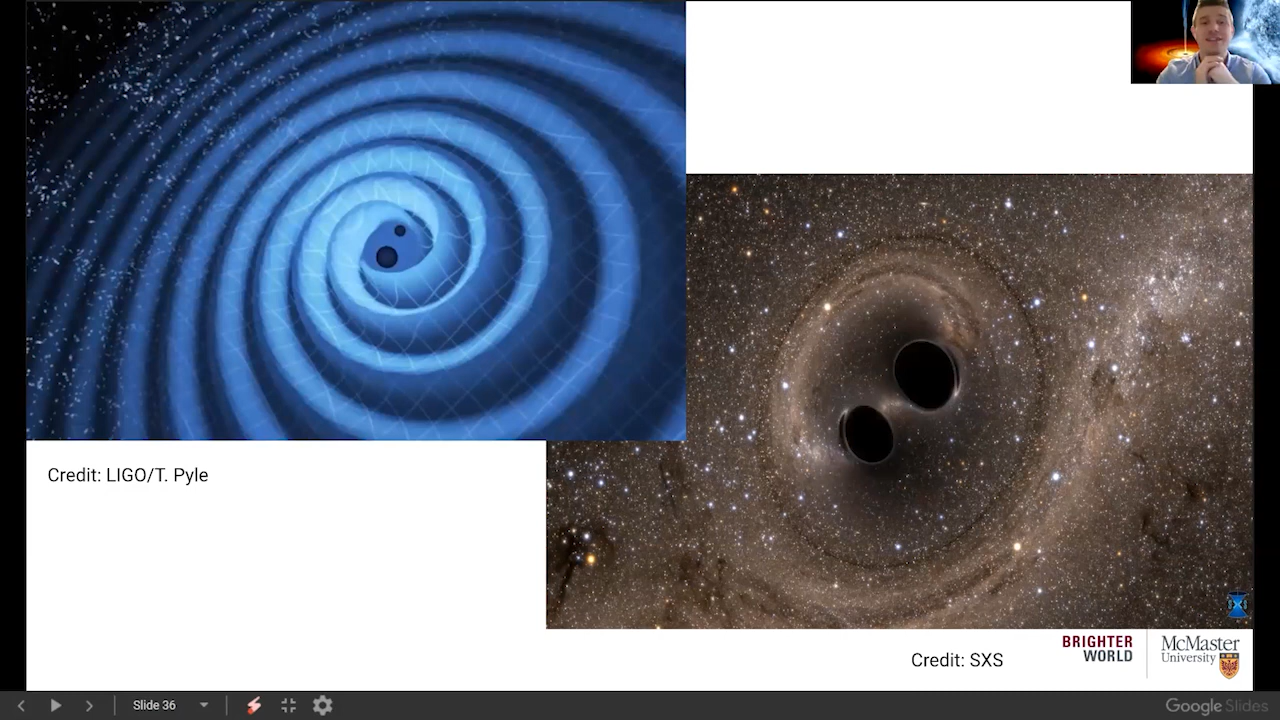 Credit: LIGO/T. Pyle
Credit: SXS
BRIGHTER
WORLD
McMaster
University
Slide 36
Google Slides